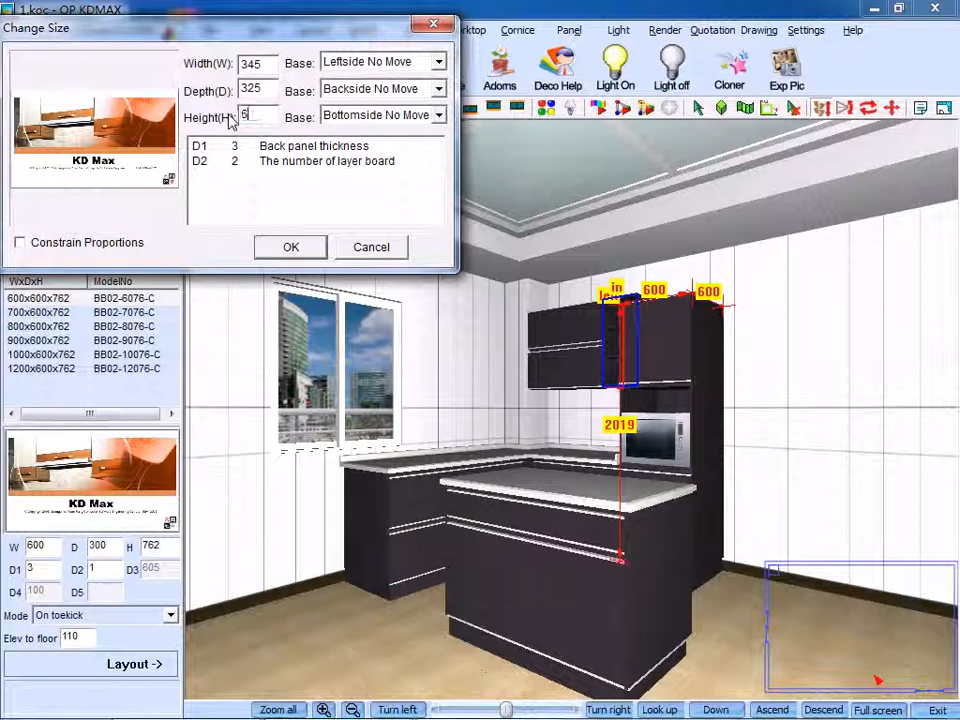 1.koc - OP KDMAX
Change Size
Desktop Cornice Panel Light Render Quotation Drawing Settings Help
Adorns Deco Help Light On Light off Cloner Exp Pic
Width(W): 345 Base: Leftside No Move
Depth(D): 325 Base: Backside No Move
Height(H): 6 Base: Bottomside No Move
D1 3 Back panel thickness
D2 2 The number of layer board
KD Max
Constrain Proportions
OK Cancel
WxDxH ModelNo
600x600x762 BB02-6076-C
700x600x762 BB02-7076-C
800x600x762 BB02-8076-C
900x600x762 BB02-9076-C
1000x600x762 BB02-10076-C
1200x600x762 BB02-12076-C
KD Max
W 600 D 300 H 762
D1 3 D2 1 D3 605
D4 100 D5
Mode On toekick
Elev to floor 110
Layout ->
in
600
600
2019
Zoom all Turn left Turn right Look up Down Ascend Descend Full screen Exit